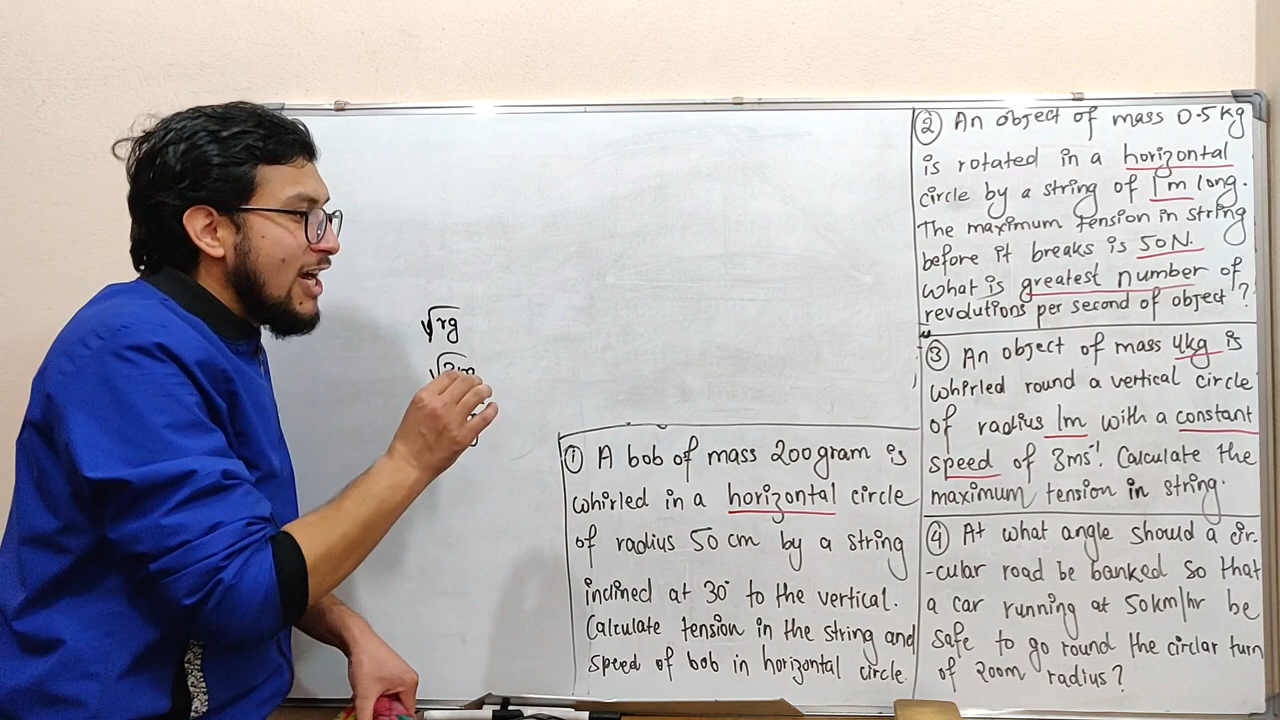 √rg
① A bob of mass 200gram is
whirled in a horizontal circle
of radius 50 cm by a string
inclined at 30° to the vertical.
Calculate tension in the string and
speed of bob in horizontal circle.
② An object of mass 0.5kg
is rotated in a horizontal
circle by a string of 1m long.
The maximum tension in string
before it breaks is 50N.
what is greatest number of
revolutions per second of object?
③ An object of mass 4kg is
whirled round a vertical circle
of radius 1m with a constant
speed of 3ms⁻¹. Calculate the
maximum tension in string.
④ At what angle should a cir.
-cular road be banked so that
a car running at 50km/hr be
safe to go round the circlar turn
of 200m radius?